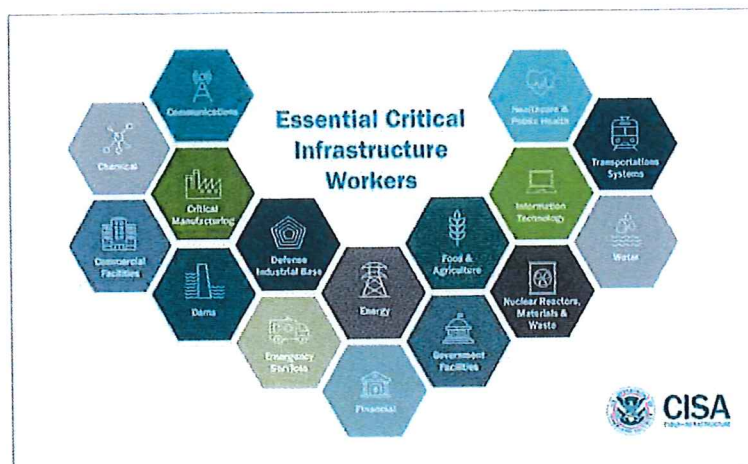 Communications
Healthcare &
Public Health
Essential Critical
Infrastructure
Workers
Chemical
Transportations
Systems
Critical
Manufacturing
Information
Technology
Commercial
Facilities
Defense
Industrial Base
Food &
Agriculture
Water
Dams
Energy
Nuclear Reactors,
Materials &
Waste
Emergency
Services
Government
Facilities
Financial
CISA